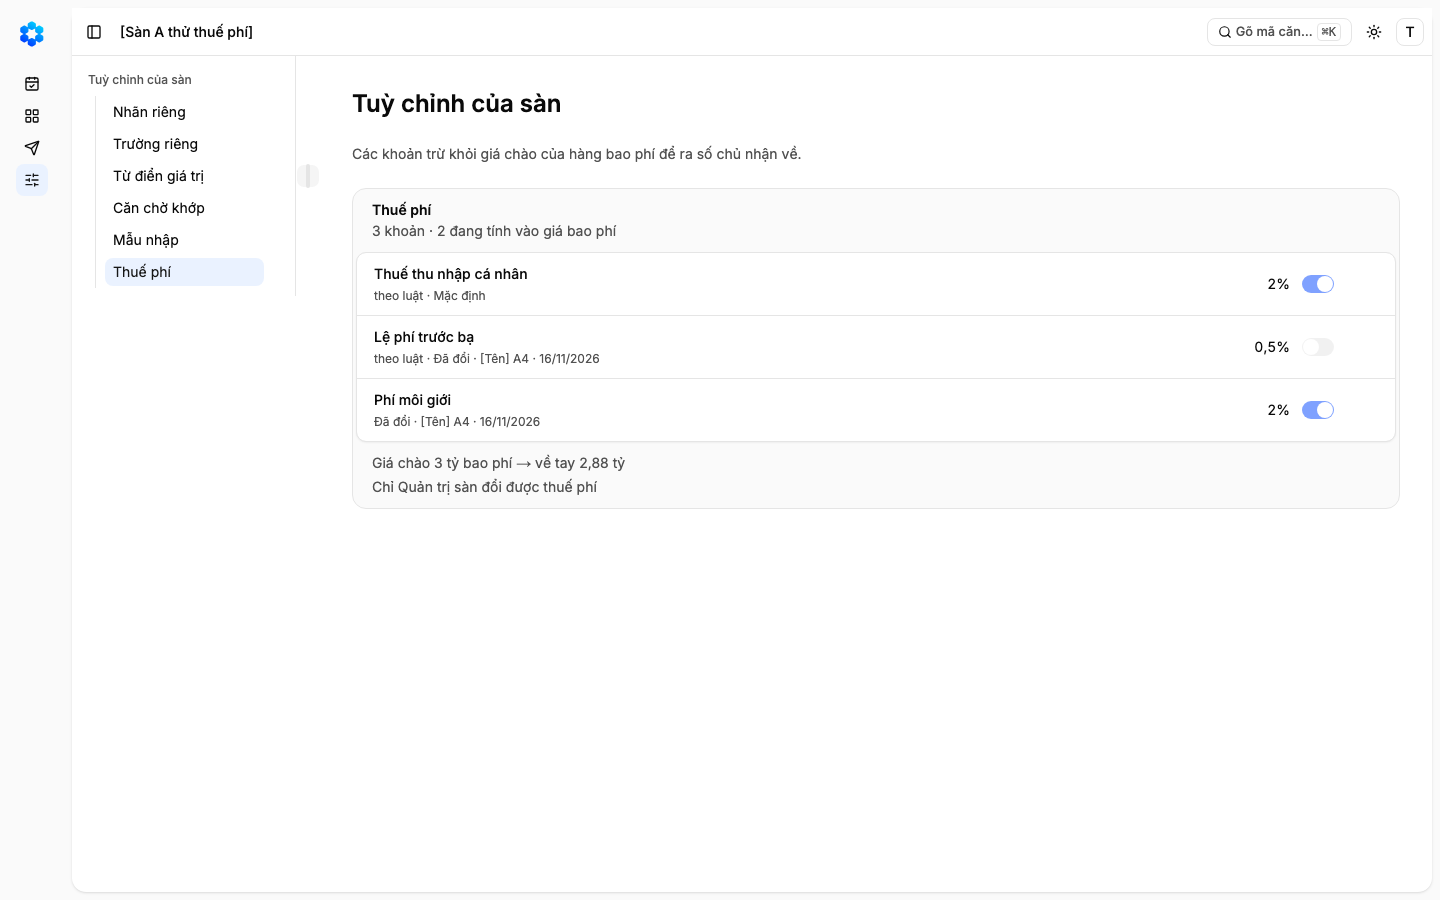 [Sàn A thử thuế phí]
Gõ mã căn... ⌘K
T
Tuỳ chỉnh của sàn
Nhãn riêng
Trường riêng
Từ điển giá trị
Căn chờ khớp
Mẫu nhập
Thuế phí
Tuỳ chỉnh của sàn
Các khoản trừ khỏi giá chào của hàng bao phí để ra số chủ nhận về.
Thuế phí
3 khoản · 2 đang tính vào giá bao phí
Thuế thu nhập cá nhân
theo luật · Mặc định
2%
Lệ phí trước bạ
theo luật · Đã đổi · [Tên] A4 · 16/11/2026
0,5%
Phí môi giới
Đã đổi · [Tên] A4 · 16/11/2026
2%
Giá chào 3 tỷ bao phí → về tay 2,88 tỷ
Chỉ Quản trị sàn đổi được thuế phí